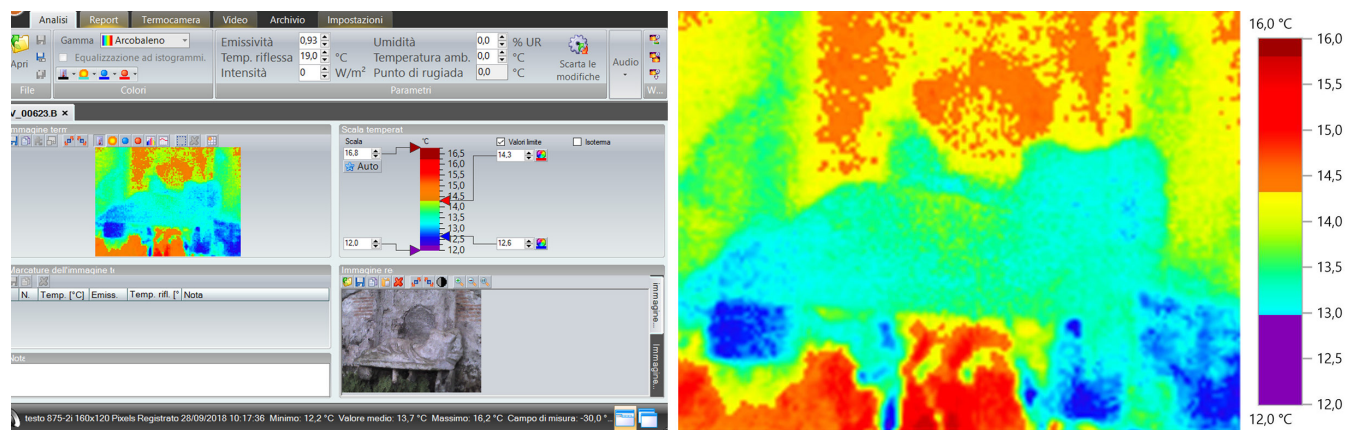 Analisi Report Termocamera Video Archivio Impostazioni
Gamma Arcobaleno
Equalizzazione ad istogrammi.
Apri
File
Colori
Emissività 0,93
Temp. riflessa 19,0 °C
Intensità 0 W/m²
Umidità 0,0 % UR
Temperatura amb. 0,0 °C
Punto di rugiada 0,0 °C
Parametri
Scarta le
modifiche
Audio
W...
V_00623.B ×
Scala temperat
Scala
16,8
Auto
12,0
°C
16,5
16,0
15,5
15,0
14,5
14,0
13,5
13,0
12,5
12,0
Valori limite
14,3
12,6
Isoterma
Marcature dell'immagine te
N. Temp. [°C] Emiss. Temp. rifl. [° Nota
Immagine re
immagine...
Immagine...
testo 875-2i 160x120 Pixels Registrato 28/09/2018 10:17:36 Minimo: 12,2 °C Valore medio: 13,7 °C Massimo: 16,2 °C Campo di misura: -30,0 °...
16,0 °C
16,0
15,5
15,0
14,5
14,0
13,5
13,0
12,5
12,0
12,0 °C